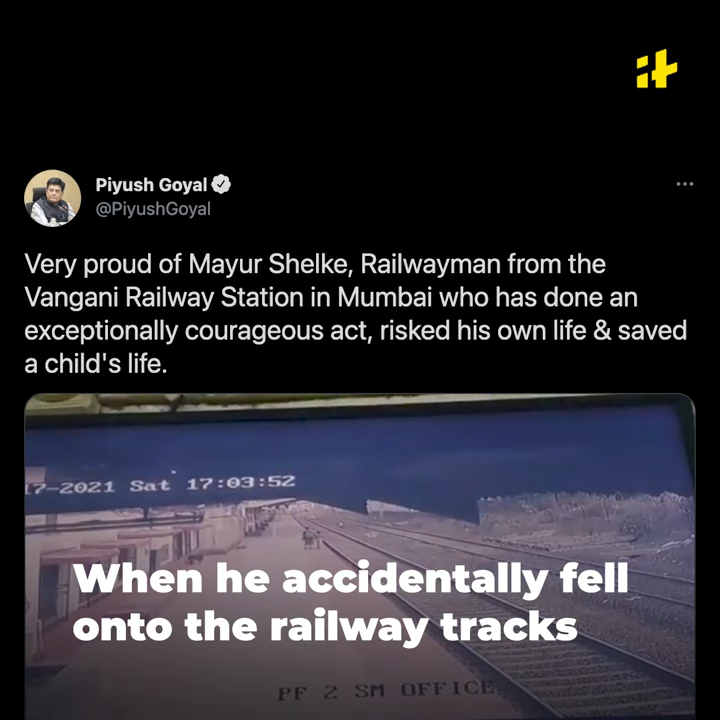 Piyush Goyal
@PiyushGoyal
Very proud of Mayur Shelke, Railwayman from the
Vangani Railway Station in Mumbai who has done an
exceptionally courageous act, risked his own life & saved
a child's life.
17-2021 Sat 17:03:52
When he accidentally fell
onto the railway tracks
PF 2 SM OFFICE